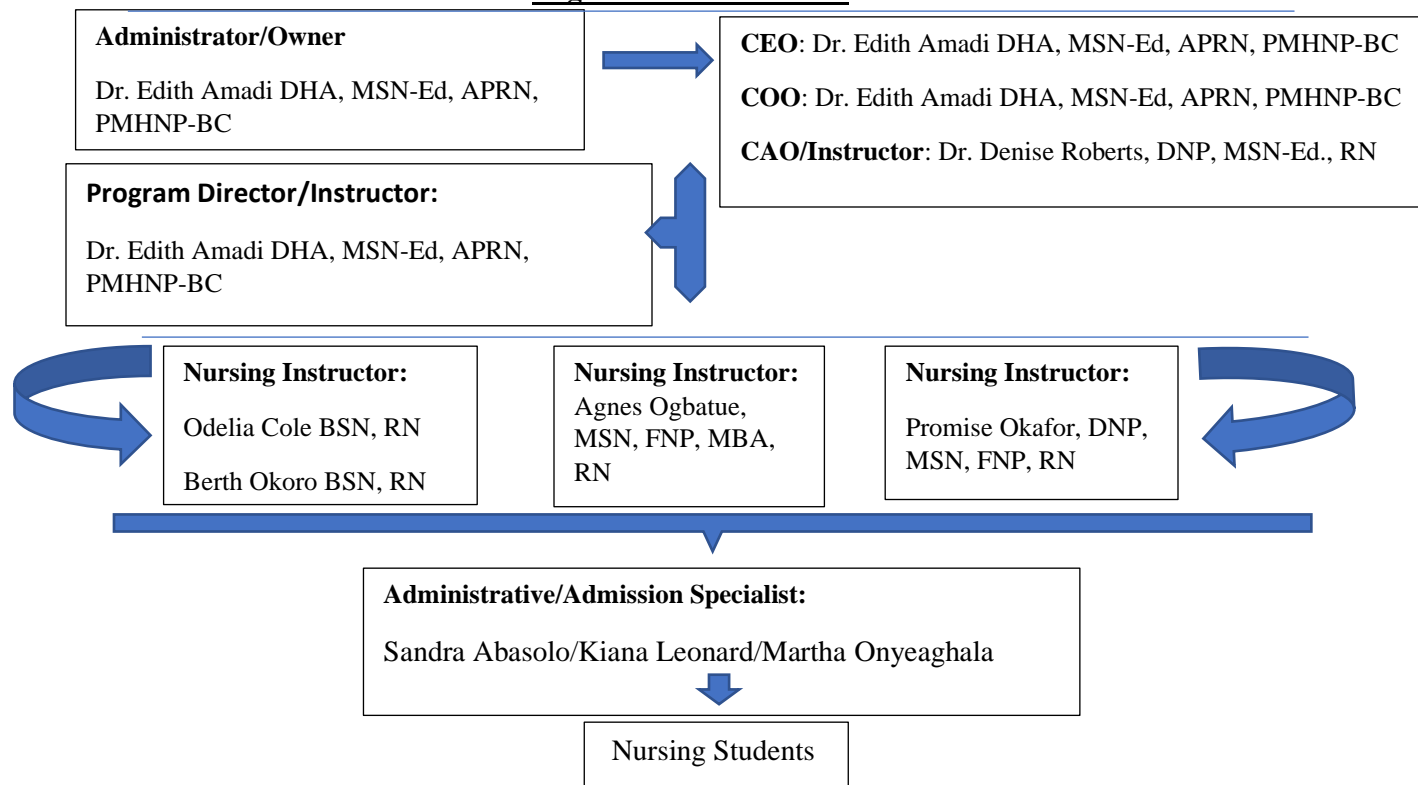 Administrator/Owner
Dr. Edith Amadi DHA, MSN-Ed, APRN,
PMHNP-BC
CEO: Dr. Edith Amadi DHA, MSN-Ed, APRN, PMHNP-BC
COO: Dr. Edith Amadi DHA, MSN-Ed, APRN, PMHNP-BC
CAO/Instructor: Dr. Denise Roberts, DNP, MSN-Ed., RN
Program Director/Instructor:
Dr. Edith Amadi DHA, MSN-Ed, APRN,
PMHNP-BC
Nursing Instructor:
Odelia Cole BSN, RN
Berth Okoro BSN, RN
Nursing Instructor:
Agnes Ogbatue,
MSN, FNP, MBA,
RN
Nursing Instructor:
Promise Okafor, DNP,
MSN, FNP, RN
Administrative/Admission Specialist:
Sandra Abasolo/Kiana Leonard/Martha Onyeaghala
Nursing Students